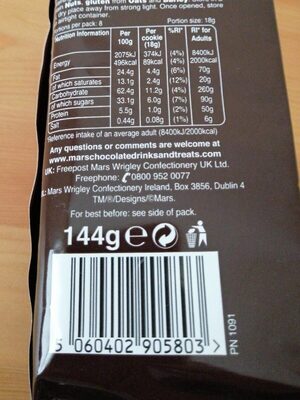 Nuts, gluten from Oats and Barley.
dry place away from strong light. Once opened, store
airtight container.
portions per pack: 8 Portion size: 18g
Nutrition Information Per 100g Per cookie (18g) %RI* RI* for Adults
Energy 2075kJ 374kJ (4%) 8400kJ
496kcal 89kcal (4%) 2000kcal
Fat 24.4g 4.4g (6%) 70g
of which saturates 13.1g 2.4g (12%) 20g
Carbohydrate 62.4g 11.2g (4%) 260g
of which sugars 33.1g 6.0g (7%) 90g
Protein 5.5g 1.0g (2%) 50g
Salt 0.44g 0.08g (1%) 6g
*Reference intake of an average adult (8400kJ/2000kcal)
Any questions or comments are welcome at
www.marschocolatedrinksandtreats.com
UK: Freepost Mars Wrigley Confectionery UK Ltd.
Freephone: 0800 952 0077
Mars Wrigley Confectionery Ireland, Box 3856, Dublin 4
TM/®/Designs/©Mars.
For best before: see side of pack.
144g e
5 060402 905803 >
PN 1091